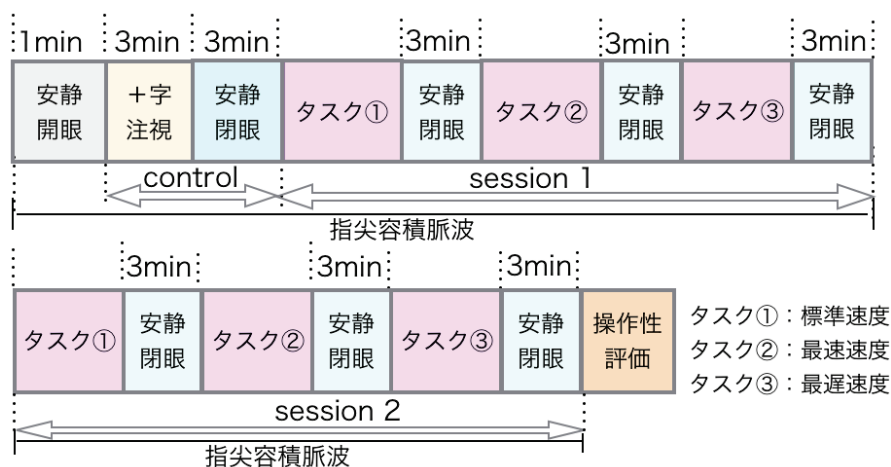 1min 3min 3min 3min 3min 3min
安静開眼 +字注視 安静閉眼 タスク① 安静閉眼 タスク② 安静閉眼 タスク③ 安静閉眼
control session 1
指尖容積脈波
3min 3min 3min
タスク① 安静閉眼 タスク② 安静閉眼 タスク③ 安静閉眼 操作性評価
タスク①：標準速度
タスク②：最速速度
タスク③：最遅速度
session 2
指尖容積脈波